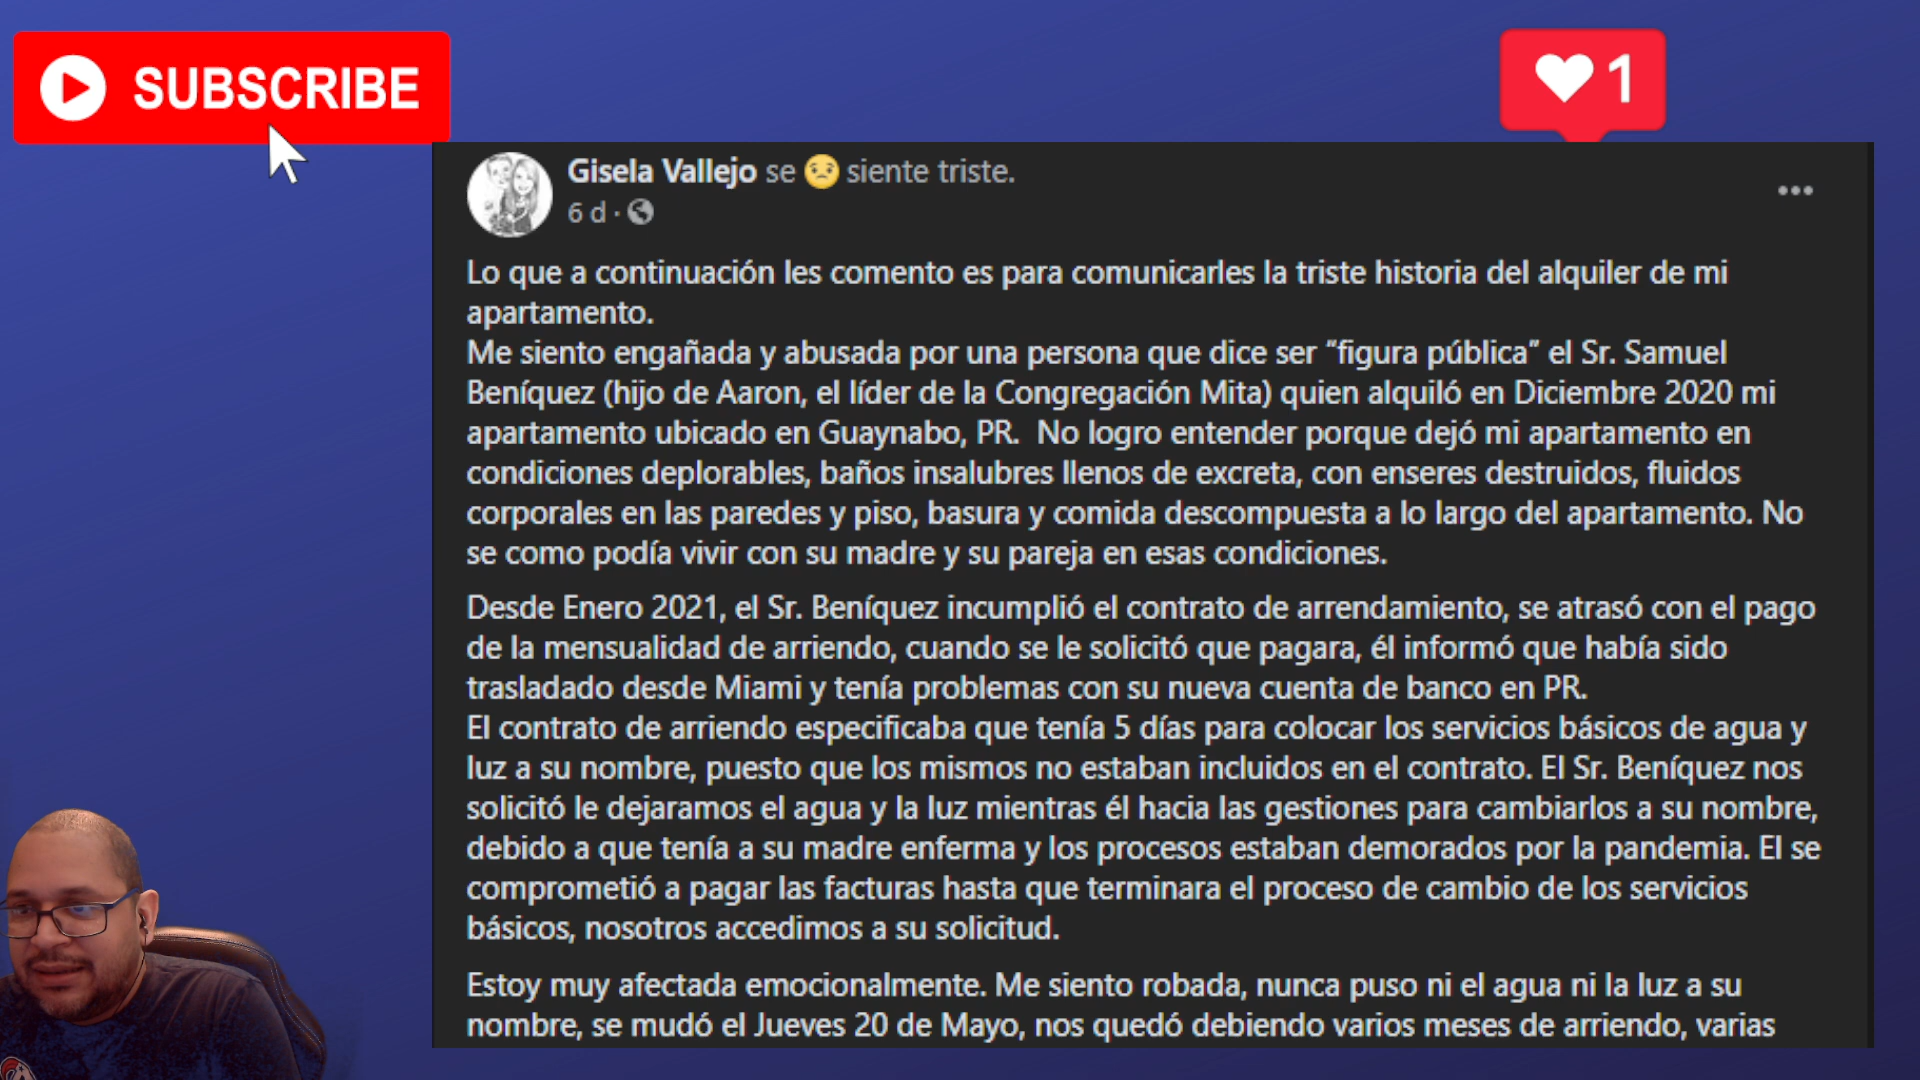 SUBSCRIBE
1
Gisela Vallejo se 😟 siente triste.
6 d ·
Lo que a continuación les comento es para comunicarles la triste historia del alquiler de mi
apartamento.
Me siento engañada y abusada por una persona que dice ser “figura pública” el Sr. Samuel
Beníquez (hijo de Aaron, el líder de la Congregación Mita) quien alquiló en Diciembre 2020 mi
apartamento ubicado en Guaynabo, PR.  No logro entender porque dejó mi apartamento en
condiciones deplorables, baños insalubres llenos de excreta, con enseres destruidos, fluidos
corporales en las paredes y piso, basura y comida descompuesta a lo largo del apartamento. No
se como podía vivir con su madre y su pareja en esas condiciones.
Desde Enero 2021, el Sr. Beníquez incumplió el contrato de arrendamiento, se atrasó con el pago
de la mensualidad de arriendo, cuando se le solicitó que pagara, él informó que había sido
trasladado desde Miami y tenía problemas con su nueva cuenta de banco en PR.
El contrato de arriendo especificaba que tenía 5 días para colocar los servicios básicos de agua y
luz a su nombre, puesto que los mismos no estaban incluidos en el contrato. El Sr. Beníquez nos
solicitó le dejaramos el agua y la luz mientras él hacia las gestiones para cambiarlos a su nombre,
debido a que tenía a su madre enferma y los procesos estaban demorados por la pandemia. El se
comprometió a pagar las facturas hasta que terminara el proceso de cambio de los servicios
básicos, nosotros accedimos a su solicitud.
Estoy muy afectada emocionalmente. Me siento robada, nunca puso ni el agua ni la luz a su
nombre, se mudó el Jueves 20 de Mayo, nos quedó debiendo varios meses de arriendo, varias